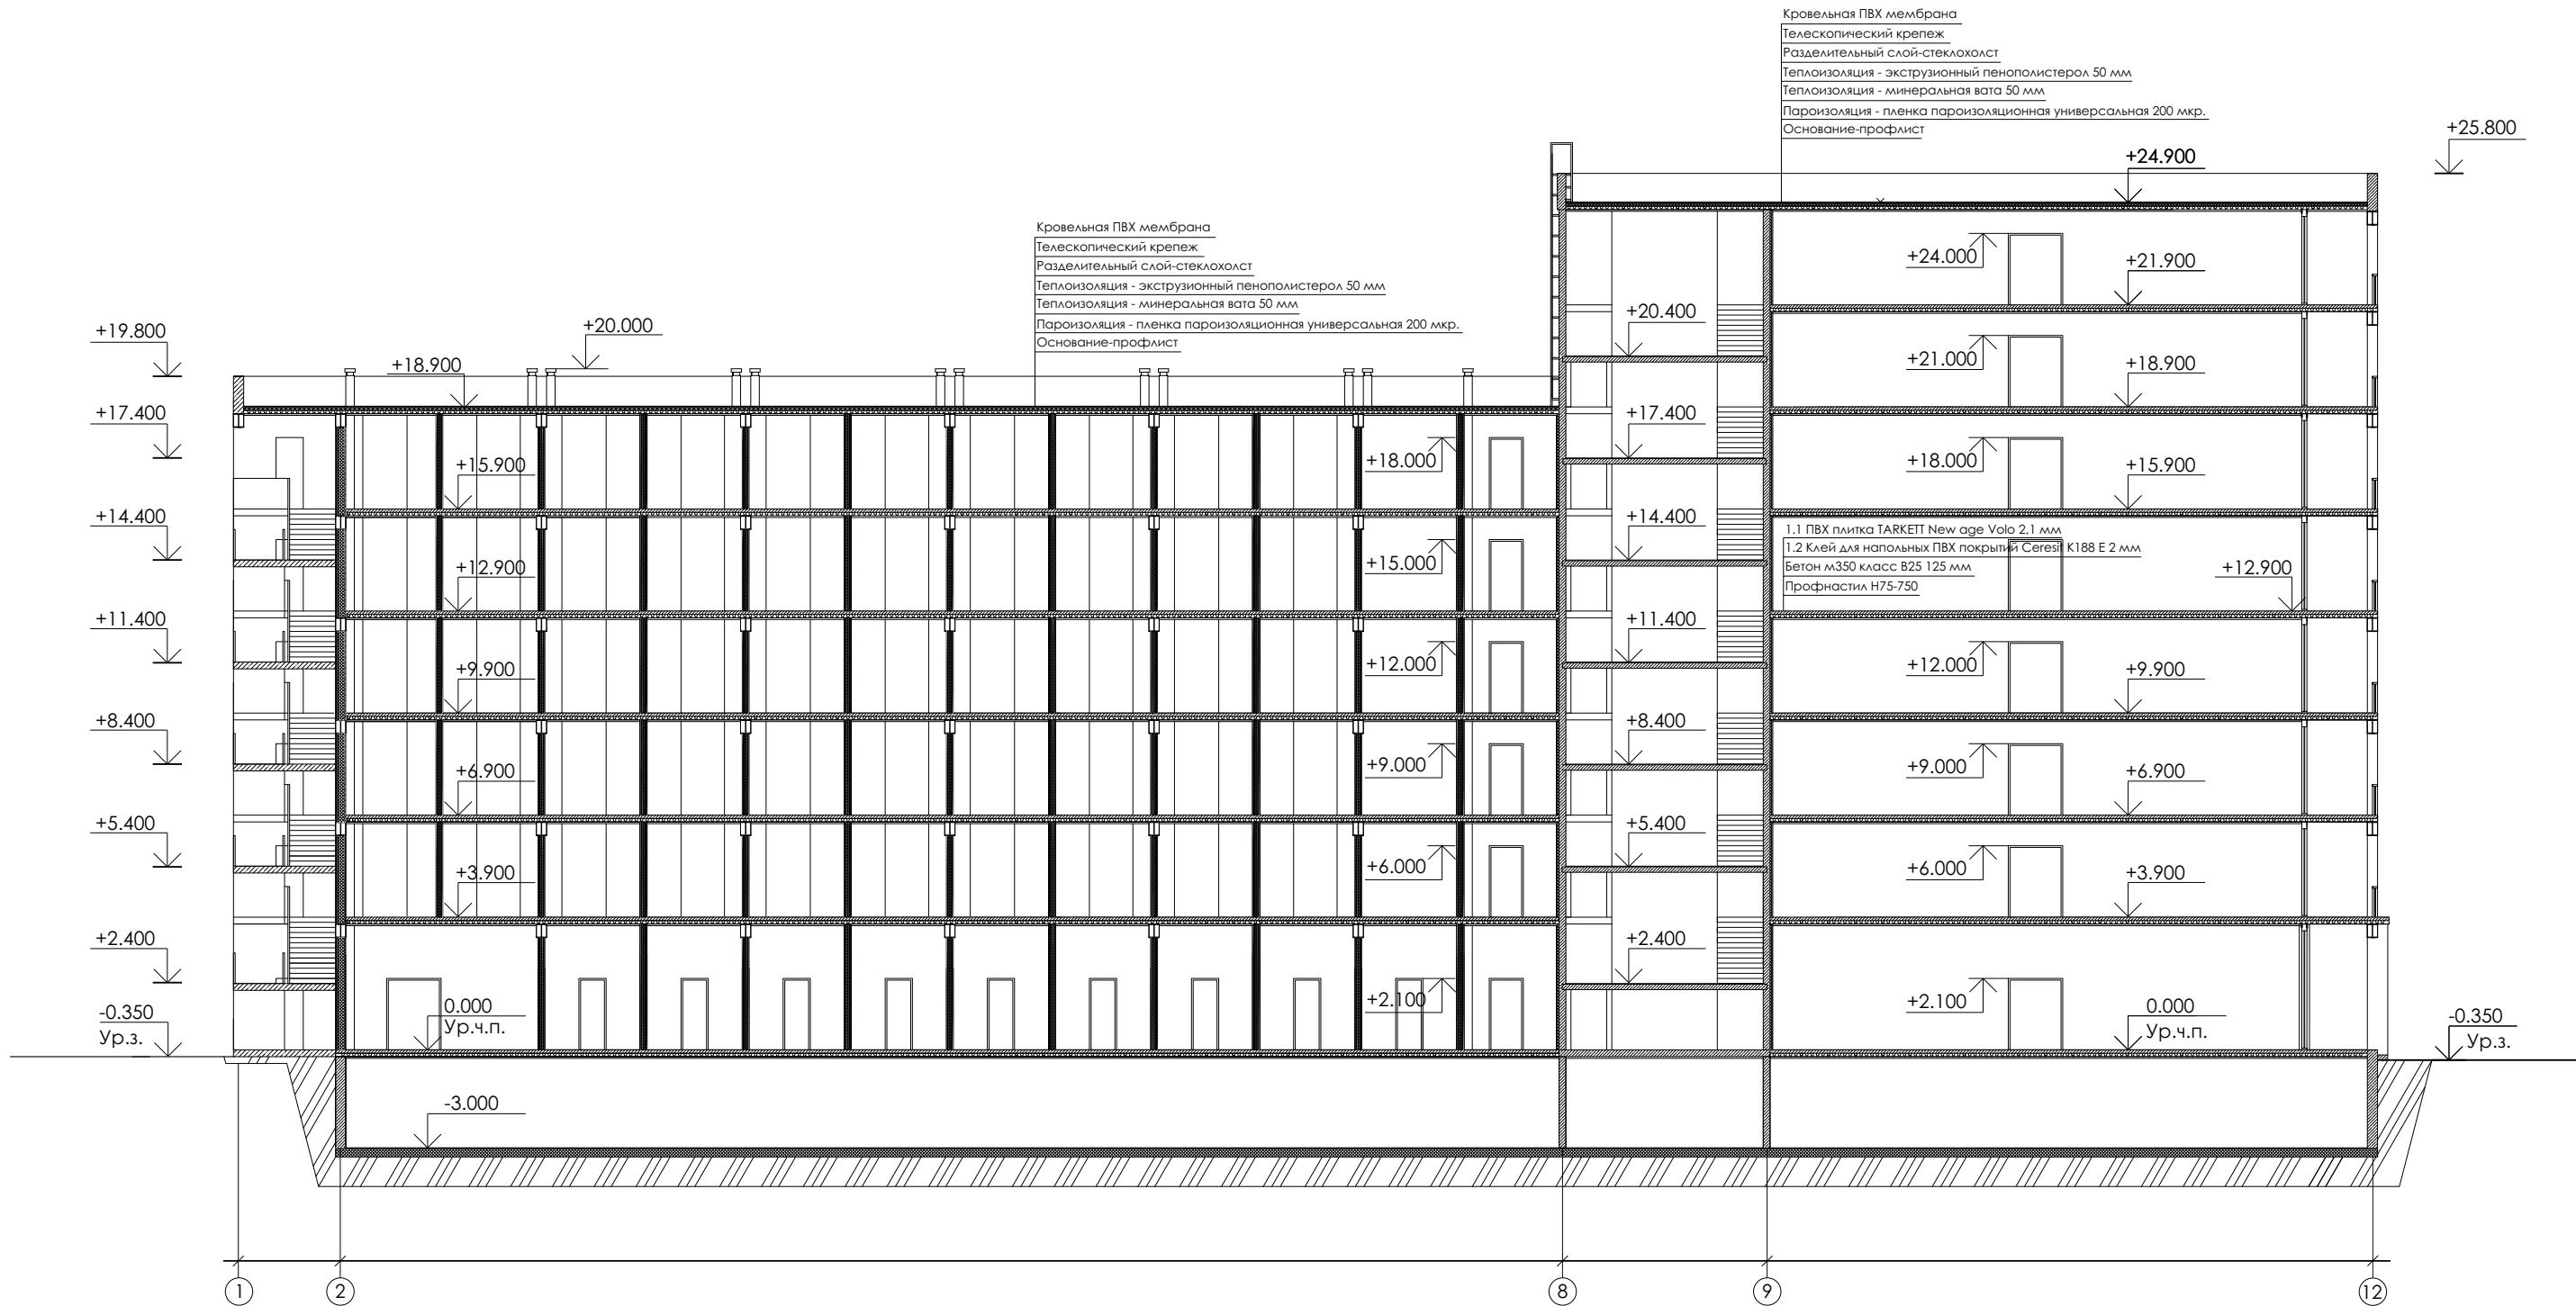 Кровельная ПВХ мембрана
Телескопический крепеж
Разделительный слой-стеклохолст
Теплоизоляция - экструзионный пенополистерол 50 мм
Теплоизоляция - минеральная вата 50 мм
Пароизоляция - пленка пароизоляционная универсальная 200 мкр.
Основание-профлист
+25.800
+24.900
Кровельная ПВХ мембрана
Телескопический крепеж
Разделительный слой-стеклохолст
Теплоизоляция - экструзионный пенополистерол 50 мм
Теплоизоляция - минеральная вата 50 мм
Пароизоляция - пленка пароизоляционная универсальная 200 мкр.
Основание-профлист
+19.800
+17.400
+14.400
+11.400
+8.400
+5.400
+2.400
-0.350
Ур.з.
+20.000
+18.900
+15.900
+12.900
+9.900
+6.900
+3.900
0.000
Ур.ч.п.
-3.000
+18.000
+15.000
+12.000
+9.000
+6.000
+2.100
+20.400
+17.400
+14.400
+11.400
+8.400
+5.400
+2.400
+24.000
+21.900
+21.000
+18.900
+18.000
+15.900
1.1 ПВХ плитка TARKETT New age Volo 2,1 мм
1.2 Клей для напольных ПВХ покрытий Ceresit К188 Е 2 мм
Бетон м350 класс В25 125 мм
Профнастил Н75-750
+12.900
+12.000
+9.900
+9.000
+6.900
+6.000
+3.900
+2.100
0.000
Ур.ч.п.
-0.350
Ур.з.
1
2
8
9
12